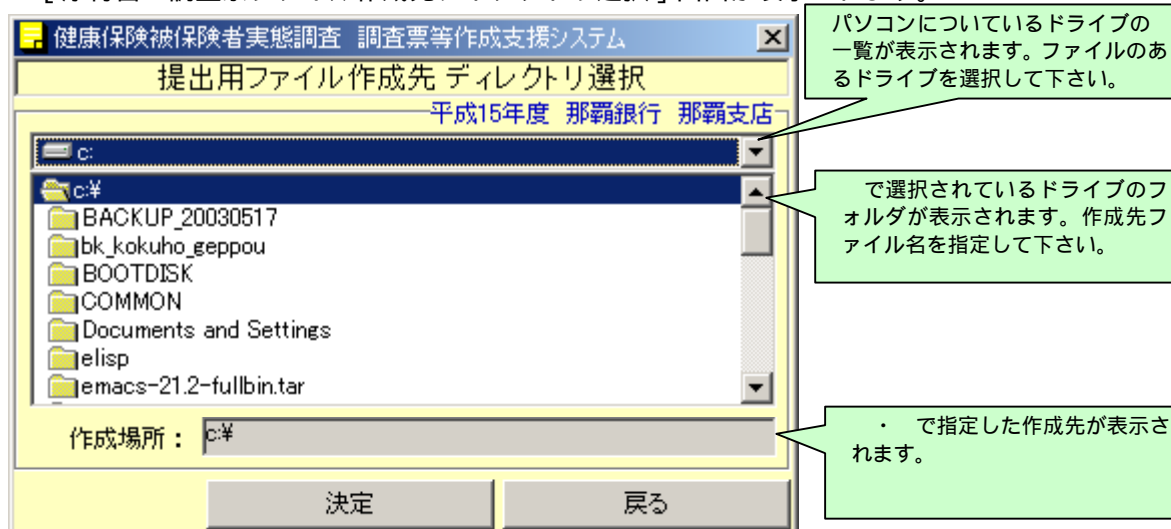 健康保険被保険者実態調査 調査票等作成支援システム
提出用ファイル作成先 ディレクトリ選択
平成15年度 那覇銀行 那覇支店
c:
c:¥
BACKUP_20030517
bk_kokuho_geppou
BOOTDISK
COMMON
Documents and Settings
elisp
emacs-21.2-fullbin.tar
作成場所： c:¥
決定 戻る
パソコンについているドライブの
一覧が表示されます。ファイルのあ
るドライブを選択して下さい。
で選択されているドライブのフ
ォルダが表示されます。作成先フ
ァイル名を指定して下さい。
・ で指定した作成先が表示さ
れます。